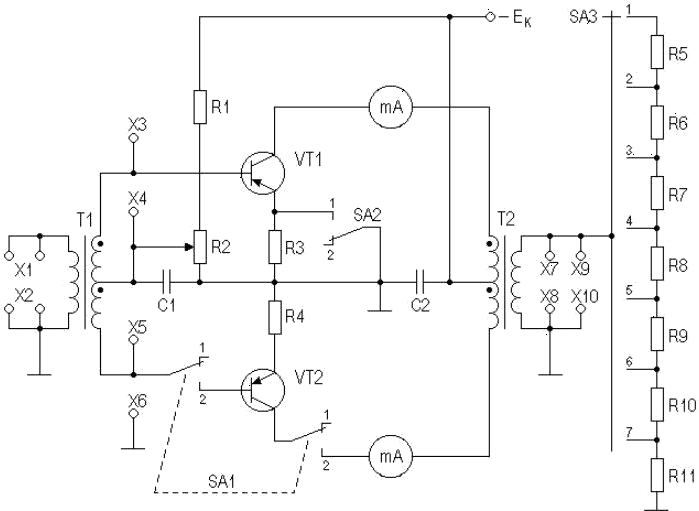 – Eк
SA3
1
R5
2
R6
3
R7
4
R8
5
R9
6
R10
7
R11
mA
R1
X3
VT1
X4
1
SA2
2
T1
R2
R3
T2
X1
X2
C1
C2
X7
X9
X8
X10
R4
X5
1
2
VT2
X6
1
2
mA
SA1